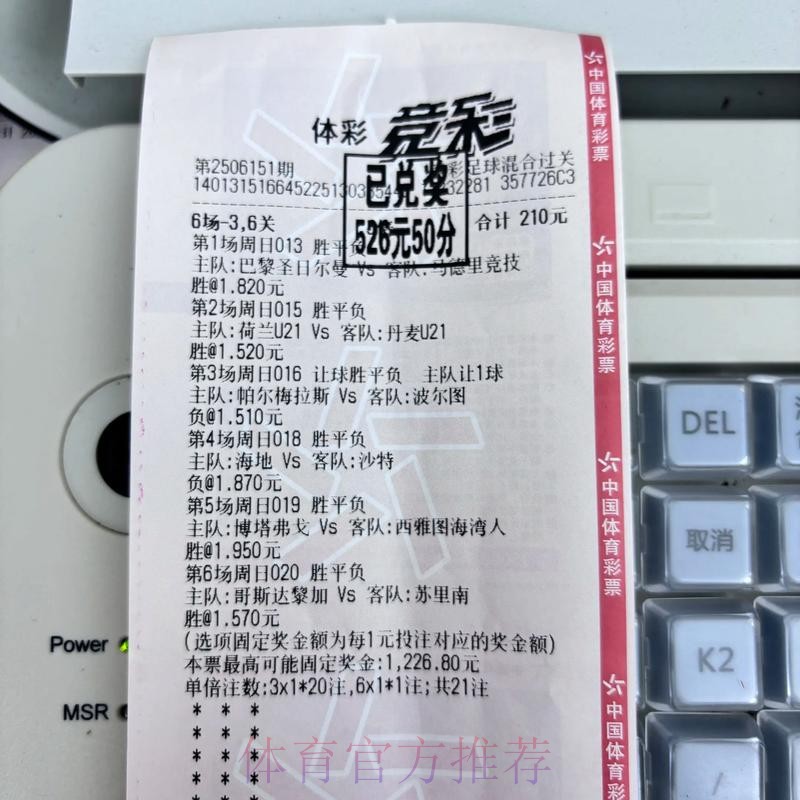 体彩 竞彩
第2506151期 彩足球混合过关
357726C3
已兑奖
526元50分
6场-3,6关 合计 210元
第1场周日013 胜平负
主队:巴黎圣日尔曼 Vs 客队:马德里竞技
胜@1.820元
第2场周日015 胜平负
主队:荷兰U21 Vs 客队:丹麦U21
胜@1.520元
第3场周日016 让球胜平负 主队让1球
主队:帕尔梅拉斯 Vs 客队:波尔图
负@1.510元
第4场周日018 胜平负
主队:海地 Vs 客队:沙特
负@1.870元
第5场周日019 胜平负
主队:博塔弗戈 Vs 客队:西雅图海湾人
胜@1.950元
第6场周日020 胜平负
主队:哥斯达黎加 Vs 客队:苏里南
胜@1.570元
(选项固定奖金额为每1元投注对应的奖金额)
本票最高可能固定奖金:1,226.80元
单倍注数:3x1*20注,6x1*1注;共21注
* * *
* * *
* * *
* * *
* * *
体育官方推荐
中国体育彩票
中国体育彩票
中国体育彩票
中国体育彩
Power
MSR
DEL
取消
K2
/